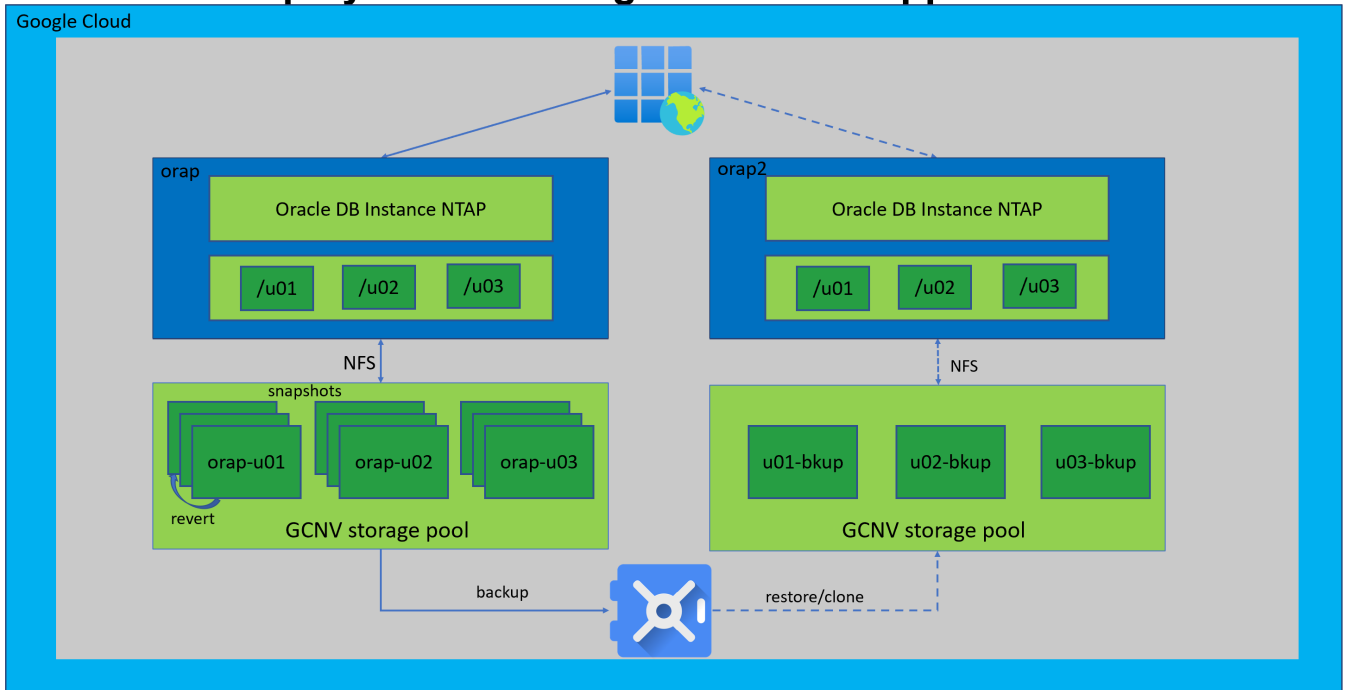 Google Cloud
orap
Oracle DB Instance NTAP
/u01
/u02
/u03
orap2
Oracle DB Instance NTAP
/u01
/u02
/u03
NFS
NFS
snapshots
orap-u01
orap-u02
orap-u03
revert
GCNV storage pool
u01-bkup
u02-bkup
u03-bkup
GCNV storage pool
backup
restore/clone